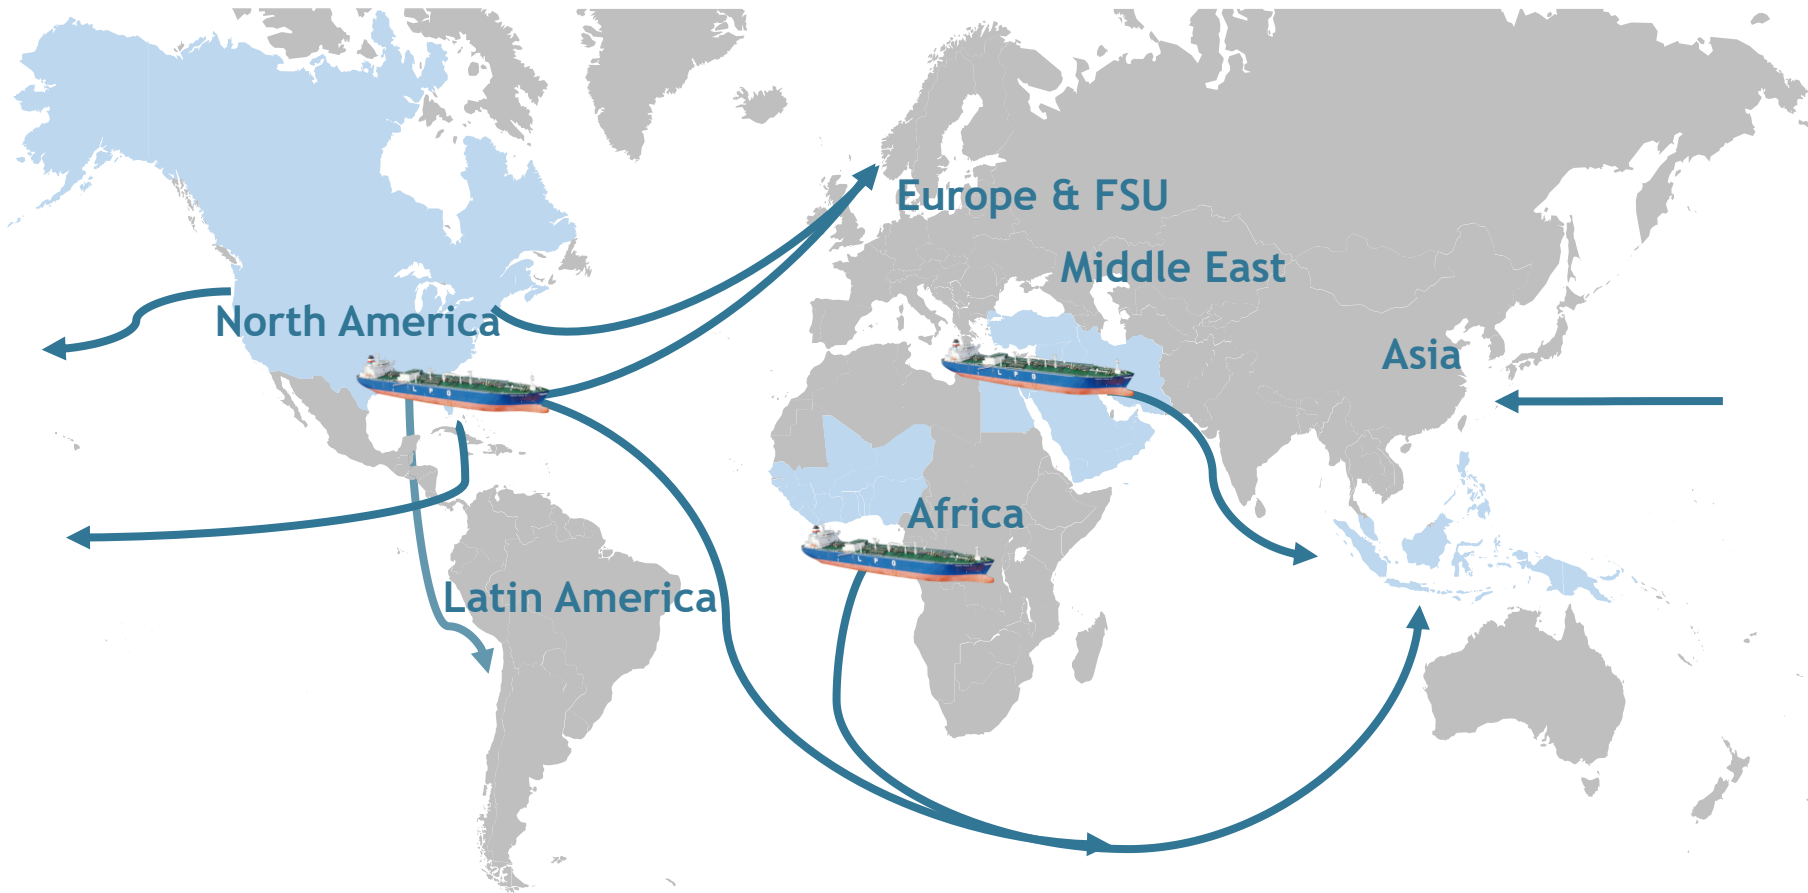 Europe & FSU
Middle East
North America
Asia
L P G
L P G
Africa
L P G
Latin America